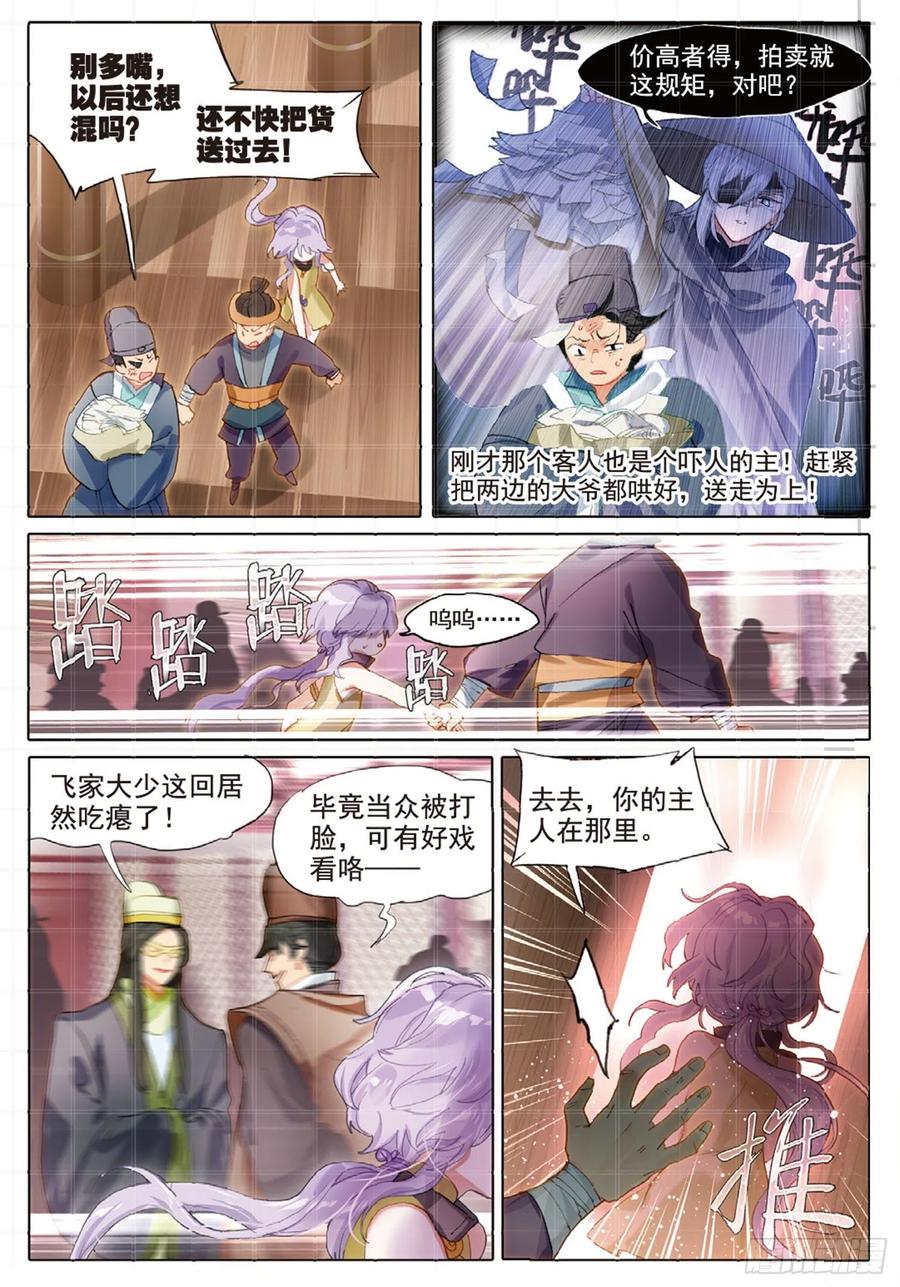 别多嘴，
以后还想
混吗？
还不快把货
送过去！
价高者得，拍卖就
这规矩，对吧？
哼
哼
哼
哼
刚才那个客人也是个吓人的主！赶紧
把两边的大爷都哄好，送走为上！
踏
踏
踏
呜呜……
踏
飞家大少这回居
然吃瘪了！
毕竟当众被打
脸，可有好戏
看咯——
去去，你的主
人在那里。
推